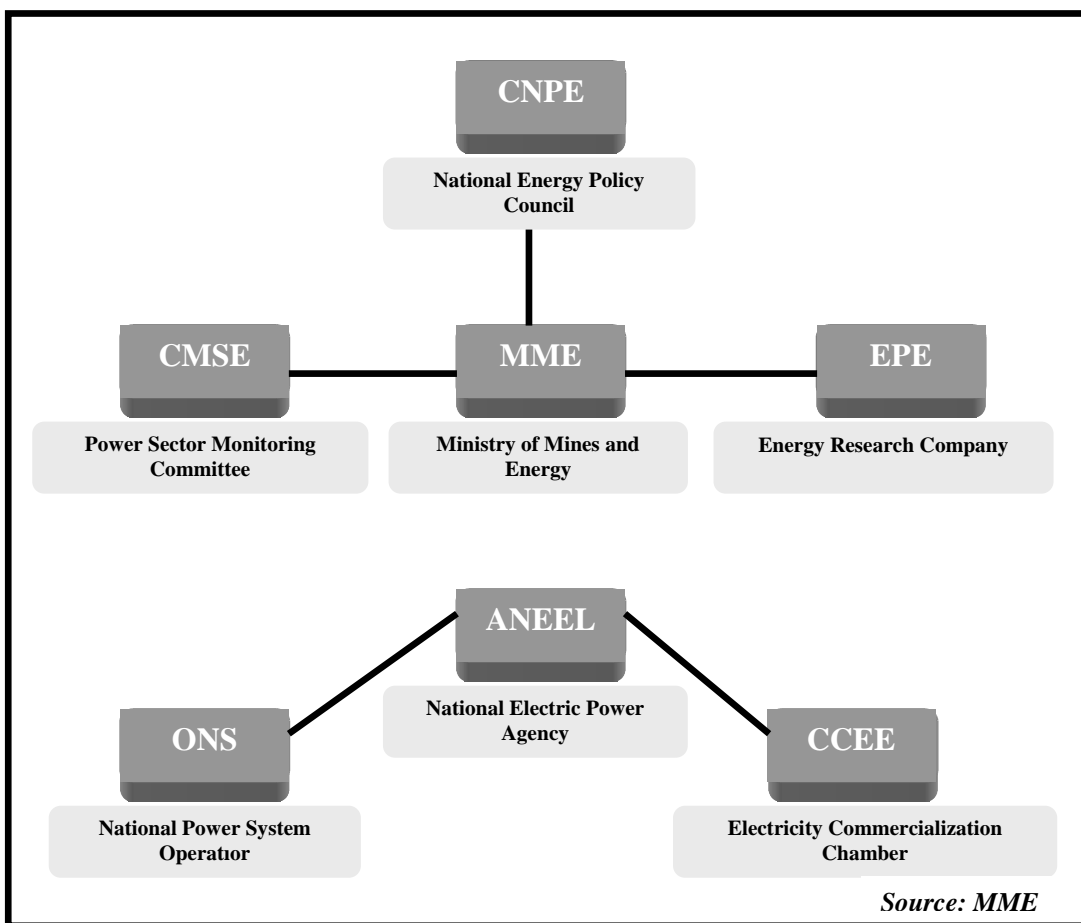 CNPE
National Energy Policy
Council
CMSE
MME
EPE
Power Sector Monitoring
Committee
Ministry of Mines and
Energy
Energy Research Company
ANEEL
National Electric Power
Agency
ONS
CCEE
National Power System
Operator
Electricity Commercialization
Chamber
Source: MME